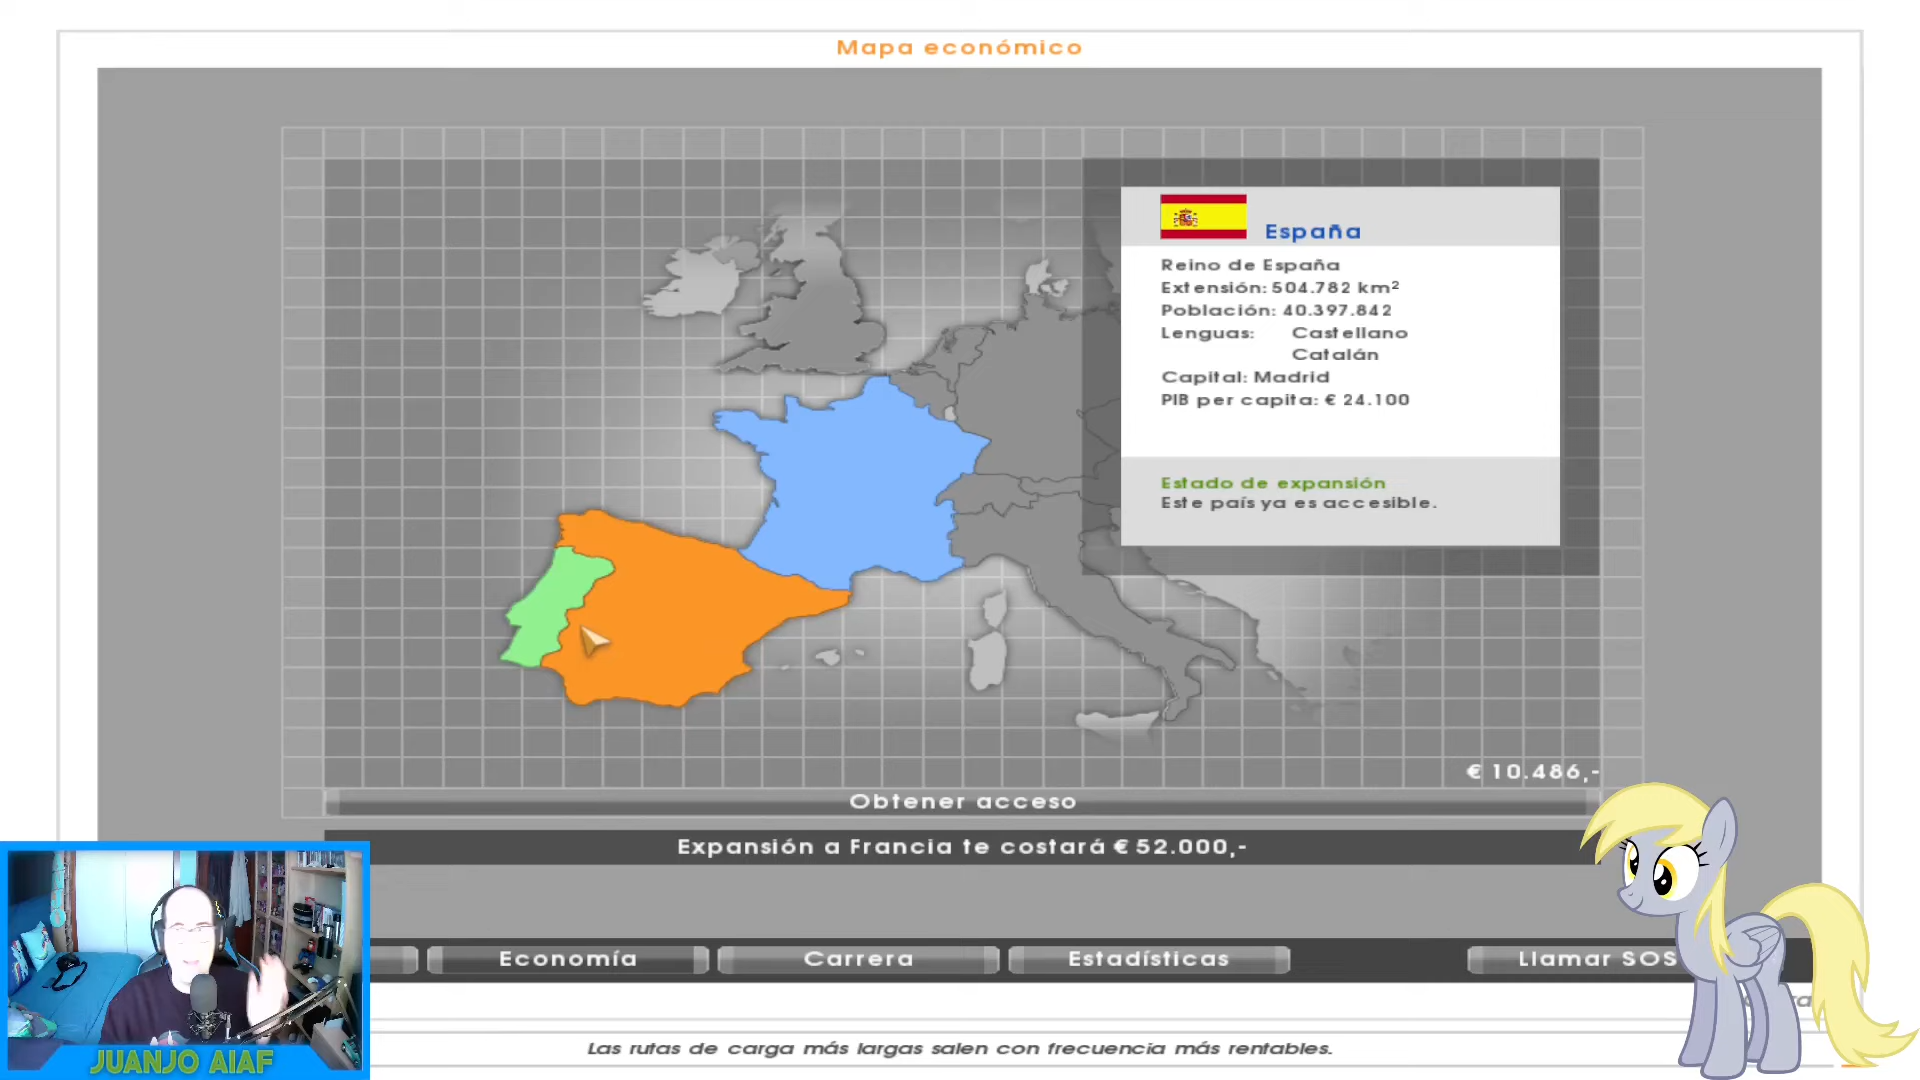 Mapa económico
España
Reino de España
Extensión: 504.782 km²
Población: 40.397.842
Lenguas: Castellano
Catalán
Capital: Madrid
PIB per capita: € 24.100
Estado de expansión
Este país ya es accesible.
€ 10.486,-
Obtener acceso
Expansión a Francia te costará € 52.000,-
Economía
Carrera
Estadísticas
Llamar SOS
Las rutas de carga más largas salen con frecuencia más rentables.
JUANJO AIAF